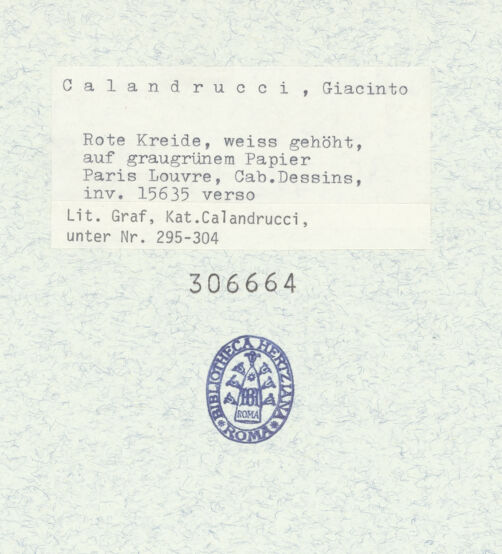 Calandrucci, Giacinto
Rote Kreide, weiss gehöht,
auf graugrünem Papier
Paris Louvre, Cab.Dessins,
inv. 15635 verso
Lit. Graf, Kat.Calandrucci,
unter Nr. 295-304
306664
BIBLIOTHECA HERTZIANA
ROMA
* ROMA *